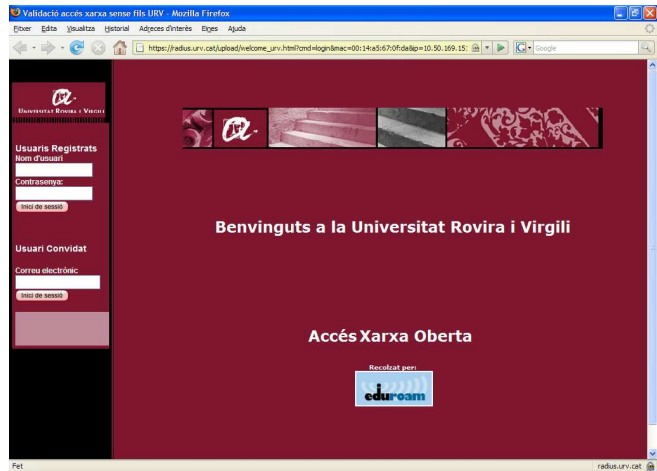 Validació accés xarxa sense fils URV - Mozilla Firefox
Fitxer Edita Visualitza Historial Adreces d'interès Eines Ajuda
https://radius.urv.cat/upload/welcome_urv.html?cmd=login&mac=00:14:a5:67:0f:da&ip=10.50.169.15:
Google
UNIVERSITAT ROVIRA I VIRGILI
Usuaris Registrats
Nom d'usuari
Contrasenya:
Inici de sessió
Usuari Convidat
Correu electrònic
Inici de sessió
Benvinguts a la Universitat Rovira i Virgili
Accés Xarxa Oberta
Recolzat per:
eduroam
Fet
radius.urv.cat